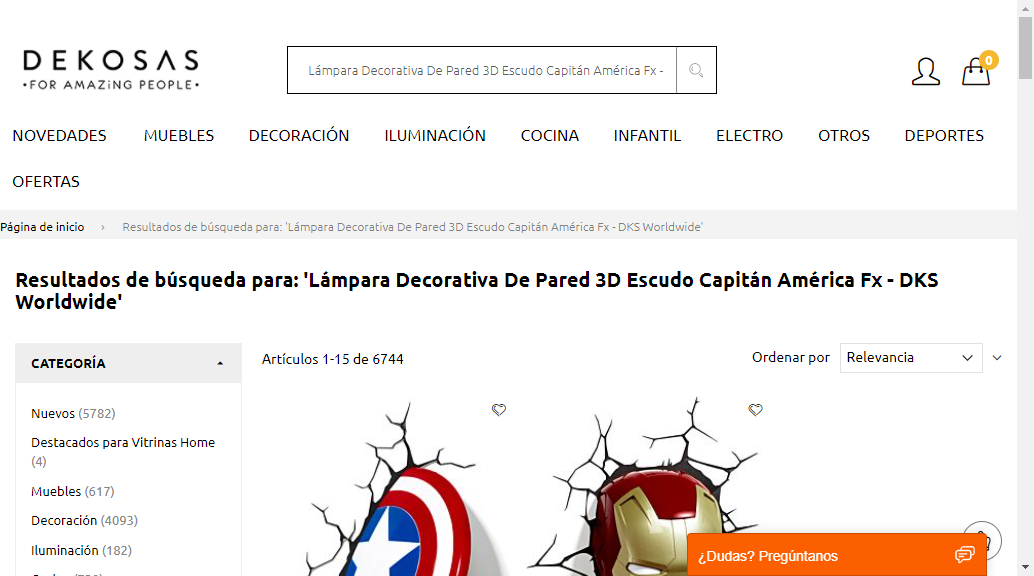 DEKOSAS
•FOR AMAZiNG PEOPLE•
Lámpara Decorativa De Pared 3D Escudo Capitán América Fx -
0
NOVEDADES MUEBLES DECORACIÓN ILUMINACIÓN COCINA INFANTIL ELECTRO OTROS DEPORTES
OFERTAS
Página de inicio › Resultados de búsqueda para: 'Lámpara Decorativa De Pared 3D Escudo Capitán América Fx - DKS Worldwide'
Resultados de búsqueda para: 'Lámpara Decorativa De Pared 3D Escudo Capitán América Fx - DKS
Worldwide'
CATEGORÍA
Artículos 1-15 de 6744
Ordenar por Relevancia
Nuevos (5782)
Destacados para Vitrinas Home
(4)
Muebles (617)
Decoración (4093)
Iluminación (182)
¿Dudas? Pregúntanos